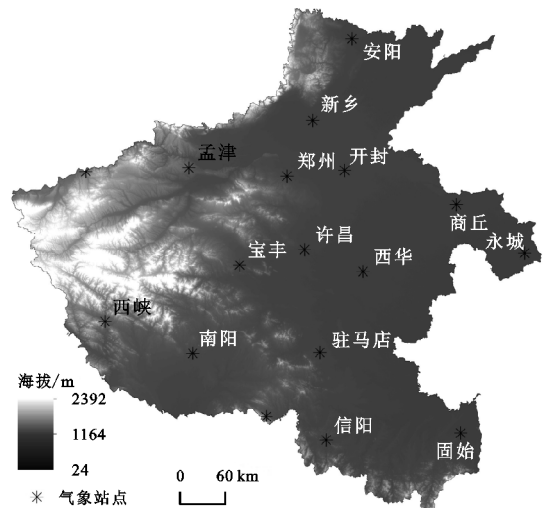 安阳
新乡
孟津
郑州
开封
商丘
永城
许昌
宝丰
西华
西峡
南阳
驻马店
海拔/m
2392
1164
24
信阳
固始
0 60 km
气象站点